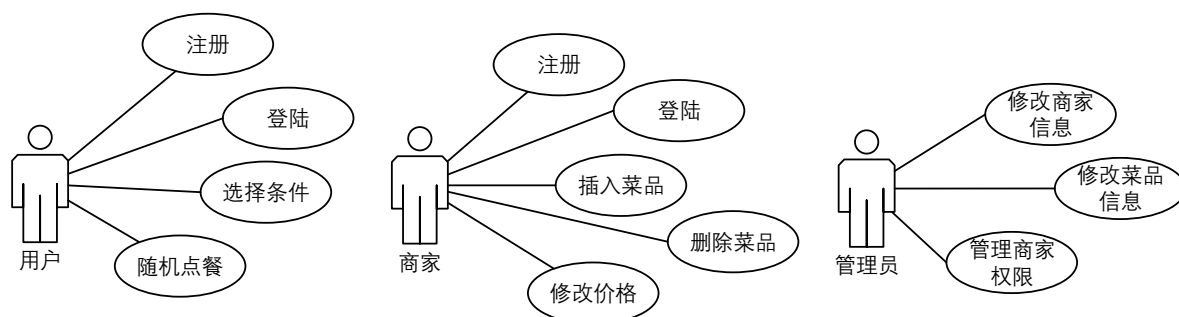 注册
登陆
选择条件
随机点餐
用户
注册
登陆
插入菜品
删除菜品
修改价格
商家
修改商家
信息
修改菜品
信息
管理商家
权限
管理员